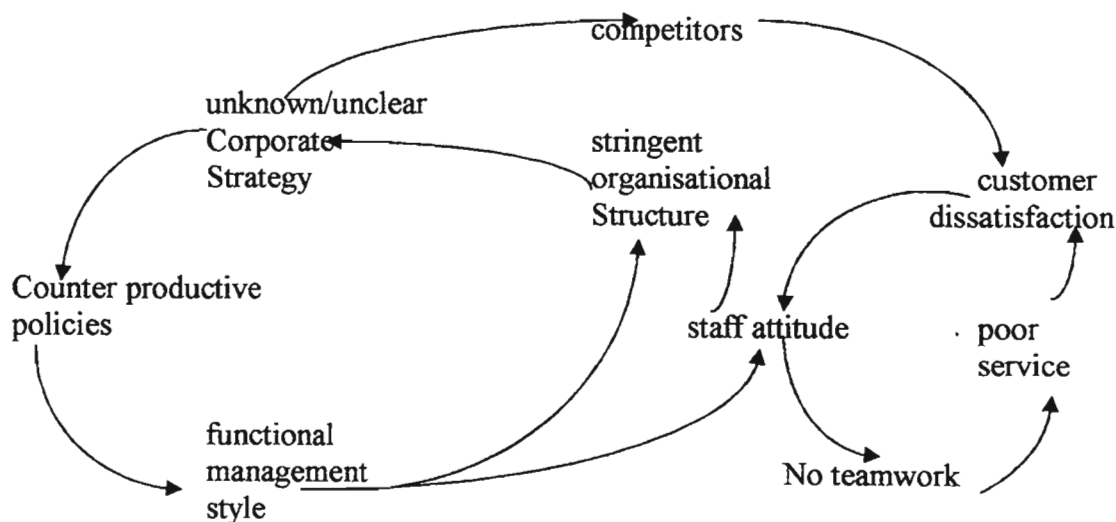 competitors
unknown/unclear
Corporate
Strategy
stringent
organisational
Structure
customer
dissatisfaction
Counter productive
policies
staff attitude
poor
service
functional
management
style
No teamwork